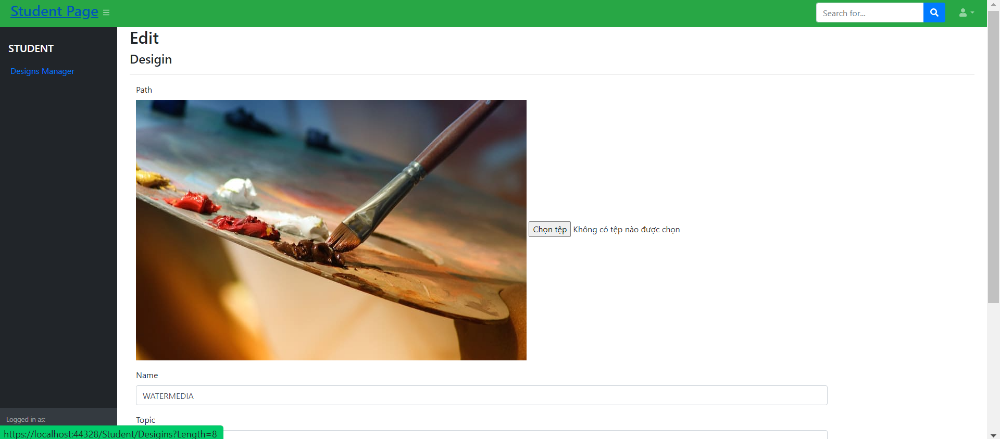 Student Page
Search for...
STUDENT
Designs Manager
Edit
Desigin
Path
Chọn tệp Không có tệp nào được chọn
Name
WATERMEDIA
Topic
Logged in as:
https://localhost:44328/Student/Desigins?Length=8